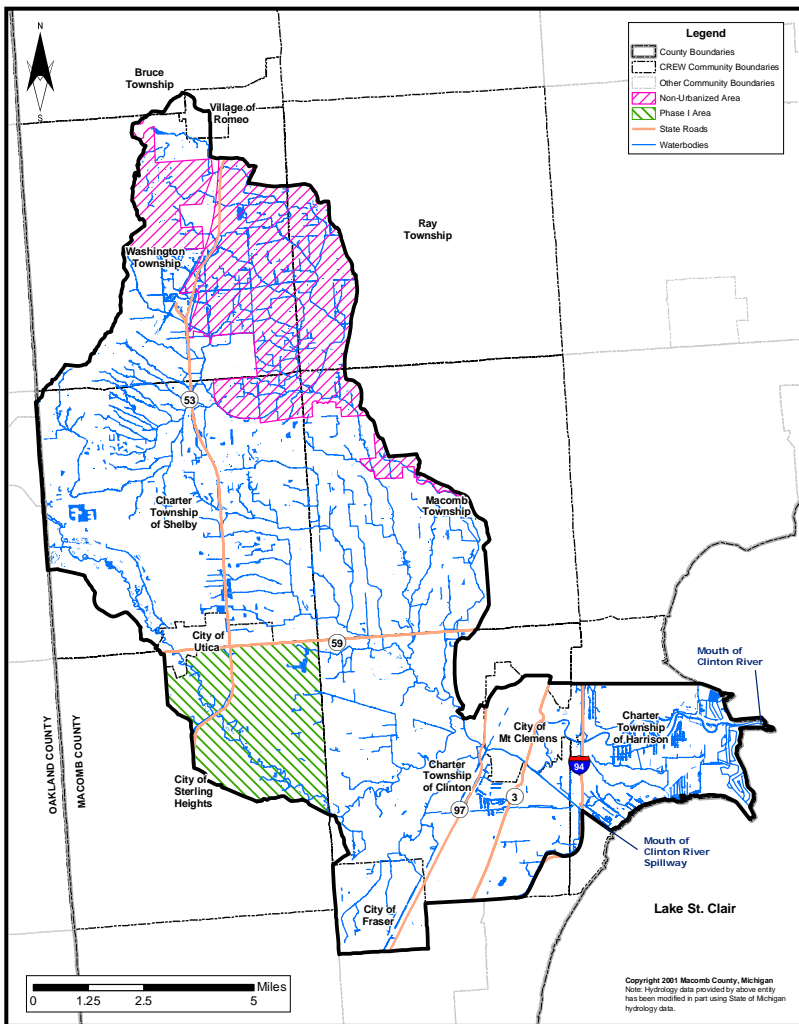 N
S
Legend
County Boundaries
CREW Community Boundaries
Other Community Boundaries
Non-Urbanized Area
Phase I Area
State Roads
Waterbodies
Bruce
Township
Village of
Romeo
Ray
Township
Washington
Township
53
Charter
Township
of Shelby
Macomb
Township
City of
Utica
59
Mouth of
Clinton River
OAKLAND COUNTY
MACOMB COUNTY
City of
Mt Clemens
Charter
Township
of Harrison
City of
Sterling
Heights
Charter
Township
of Clinton
94
97
3
Mouth of
Clinton River
Spillway
City of
Fraser
Lake St. Clair
Miles
0 1.25 2.5 5
Copyright 2001 Macomb County, Michigan
Note: Hydrology data provided by above entity
has been modified in part using State of Michigan
hydrology data.